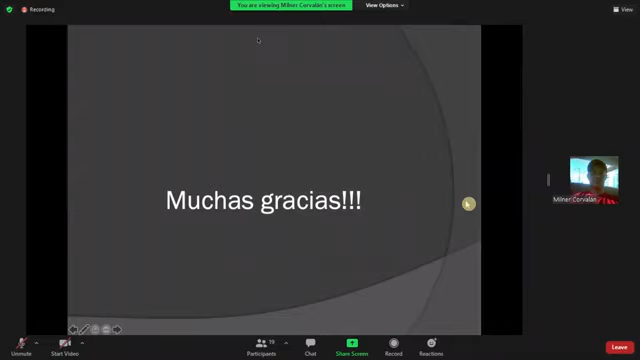 Recording
You are viewing Milner Corvalán's screen
View Options
View
Muchas gracias!!!
Milner Corvalán
Unmute
Start Video
19
Participants
Chat
Share Screen
Record
Reactions
Leave